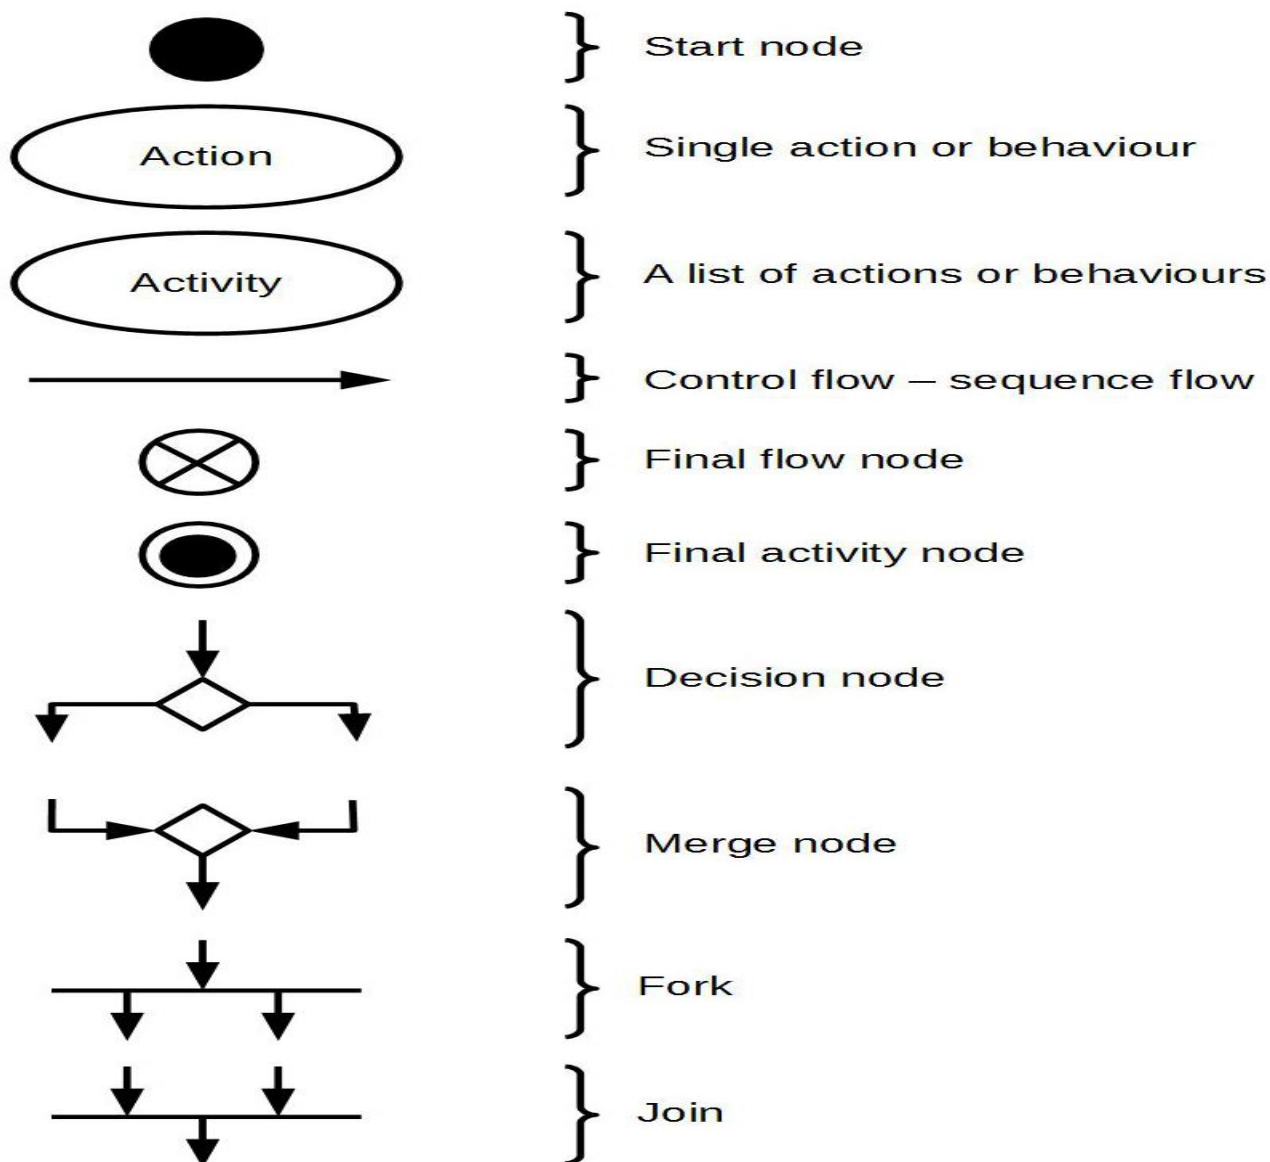 Start node
Action
Single action or behaviour
Activity
A list of actions or behaviours
Control flow – sequence flow
Final flow node
Final activity node
Decision node
Merge node
Fork
Join